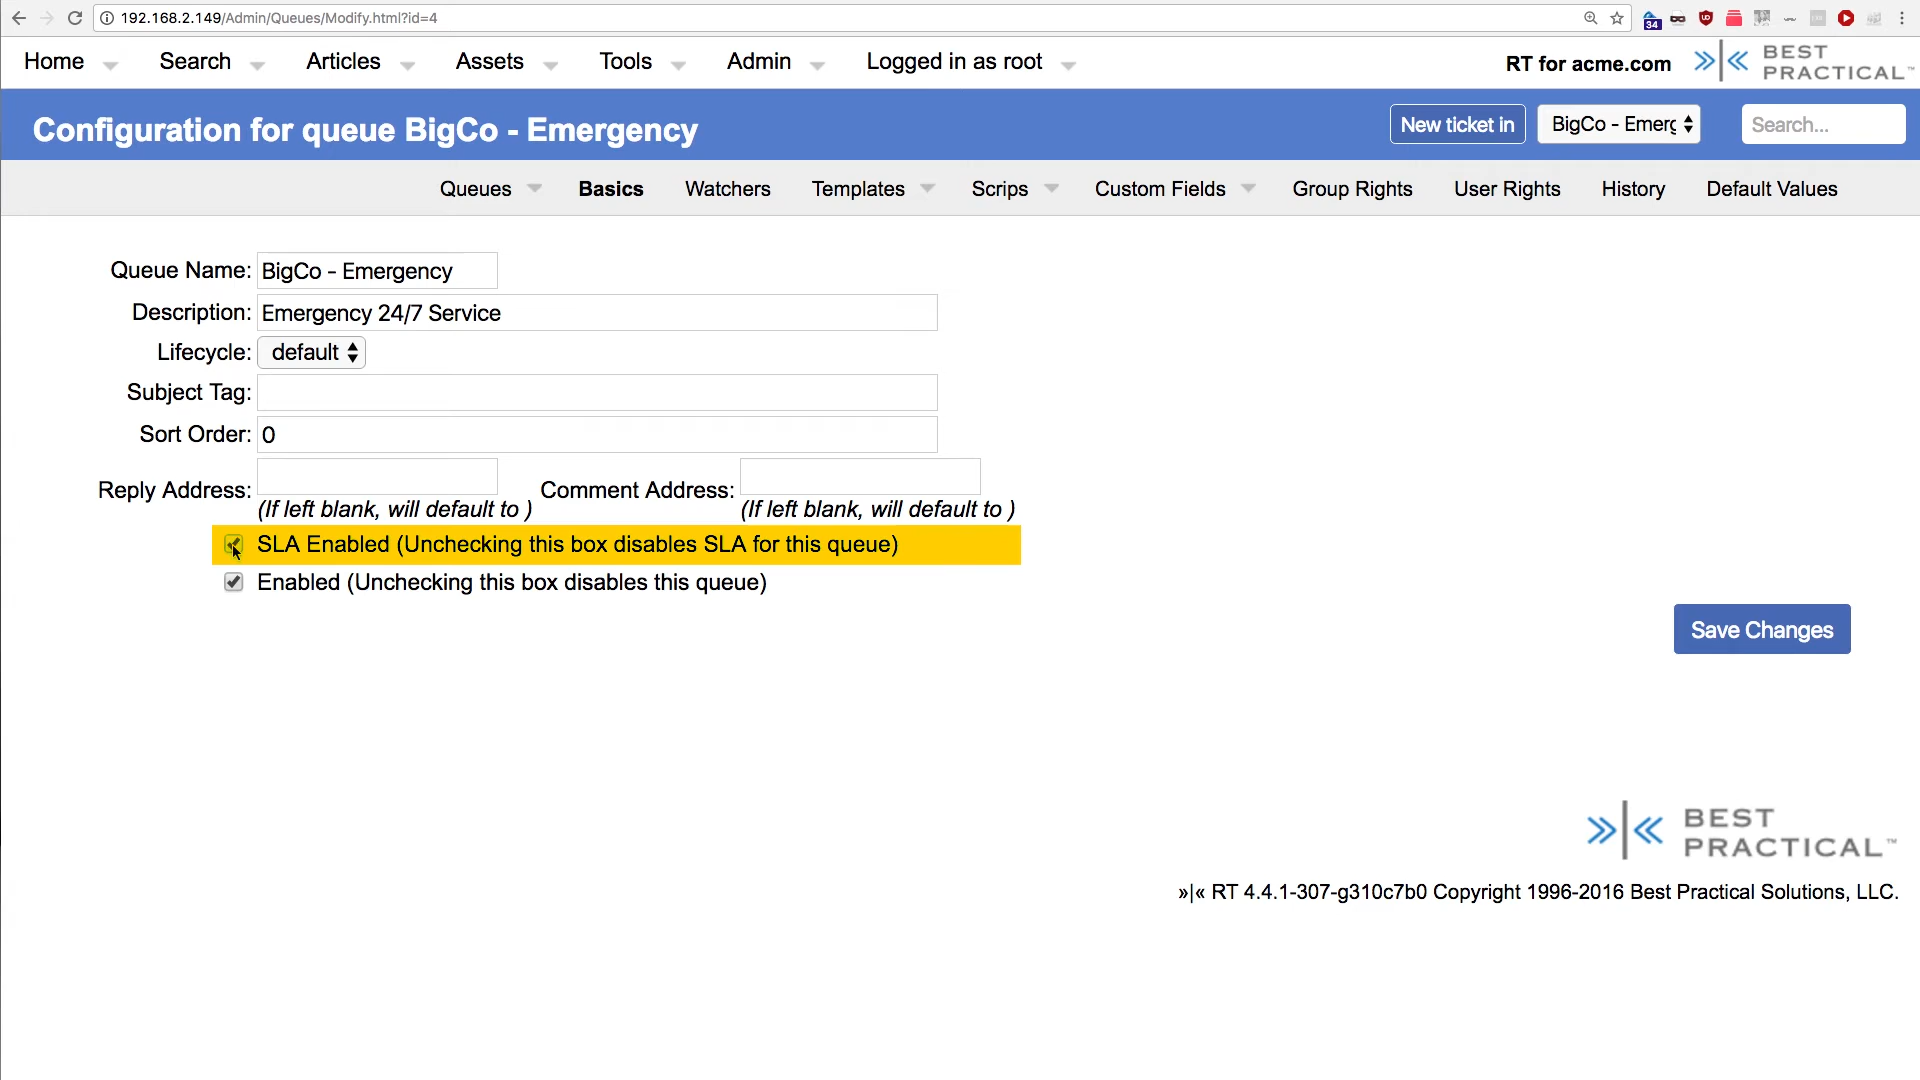 192.168.2.149/Admin/Queues/Modify.html?id=4
34
Home Search Articles Assets Tools Admin Logged in as root RT for acme.com BEST PRACTICAL™
Configuration for queue BigCo - Emergency New ticket in BigCo - Emerg Search...
Queues Basics Watchers Templates Scrips Custom Fields Group Rights User Rights History Default Values
Queue Name: BigCo - Emergency
Description: Emergency 24/7 Service
Lifecycle: default
Subject Tag:
Sort Order: 0
Reply Address: Comment Address:
(If left blank, will default to ) (If left blank, will default to )
SLA Enabled (Unchecking this box disables SLA for this queue)
Enabled (Unchecking this box disables this queue)
Save Changes
BEST
PRACTICAL™
»|« RT 4.4.1-307-g310c7b0 Copyright 1996-2016 Best Practical Solutions, LLC.